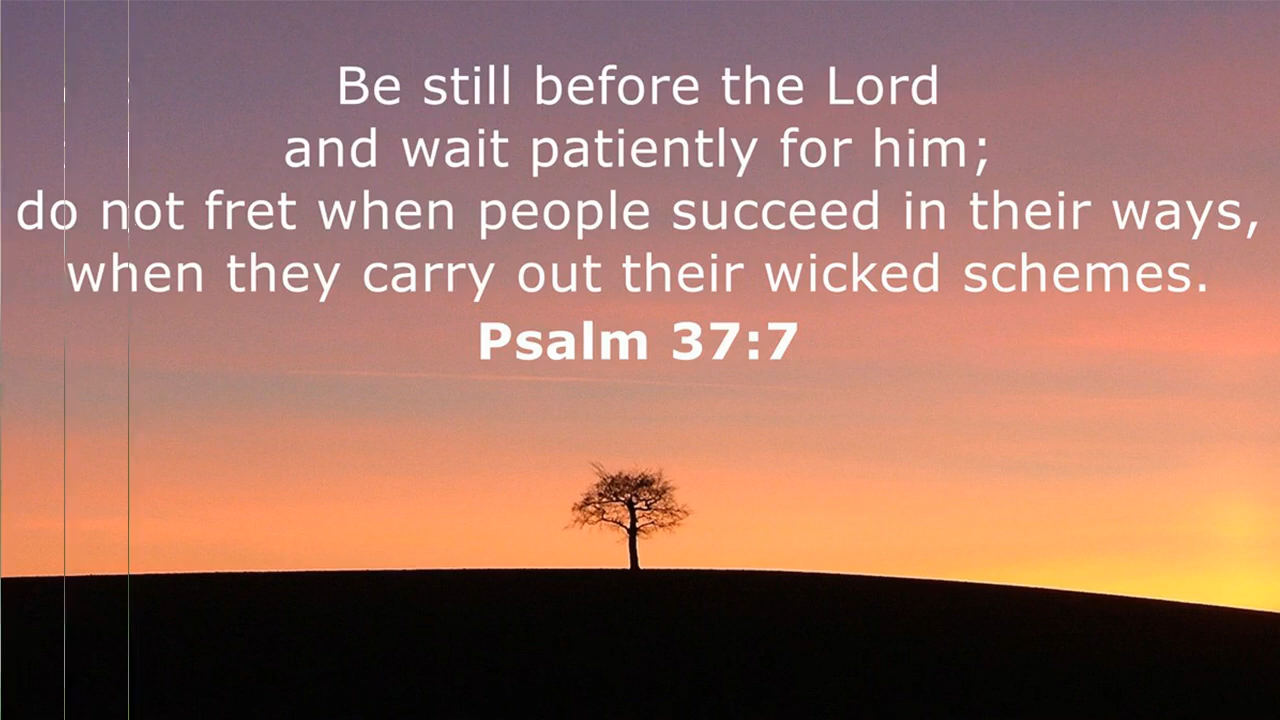 Be still before the Lord
and wait patiently for him;
do not fret when people succeed in their ways,
when they carry out their wicked schemes.
Psalm 37:7